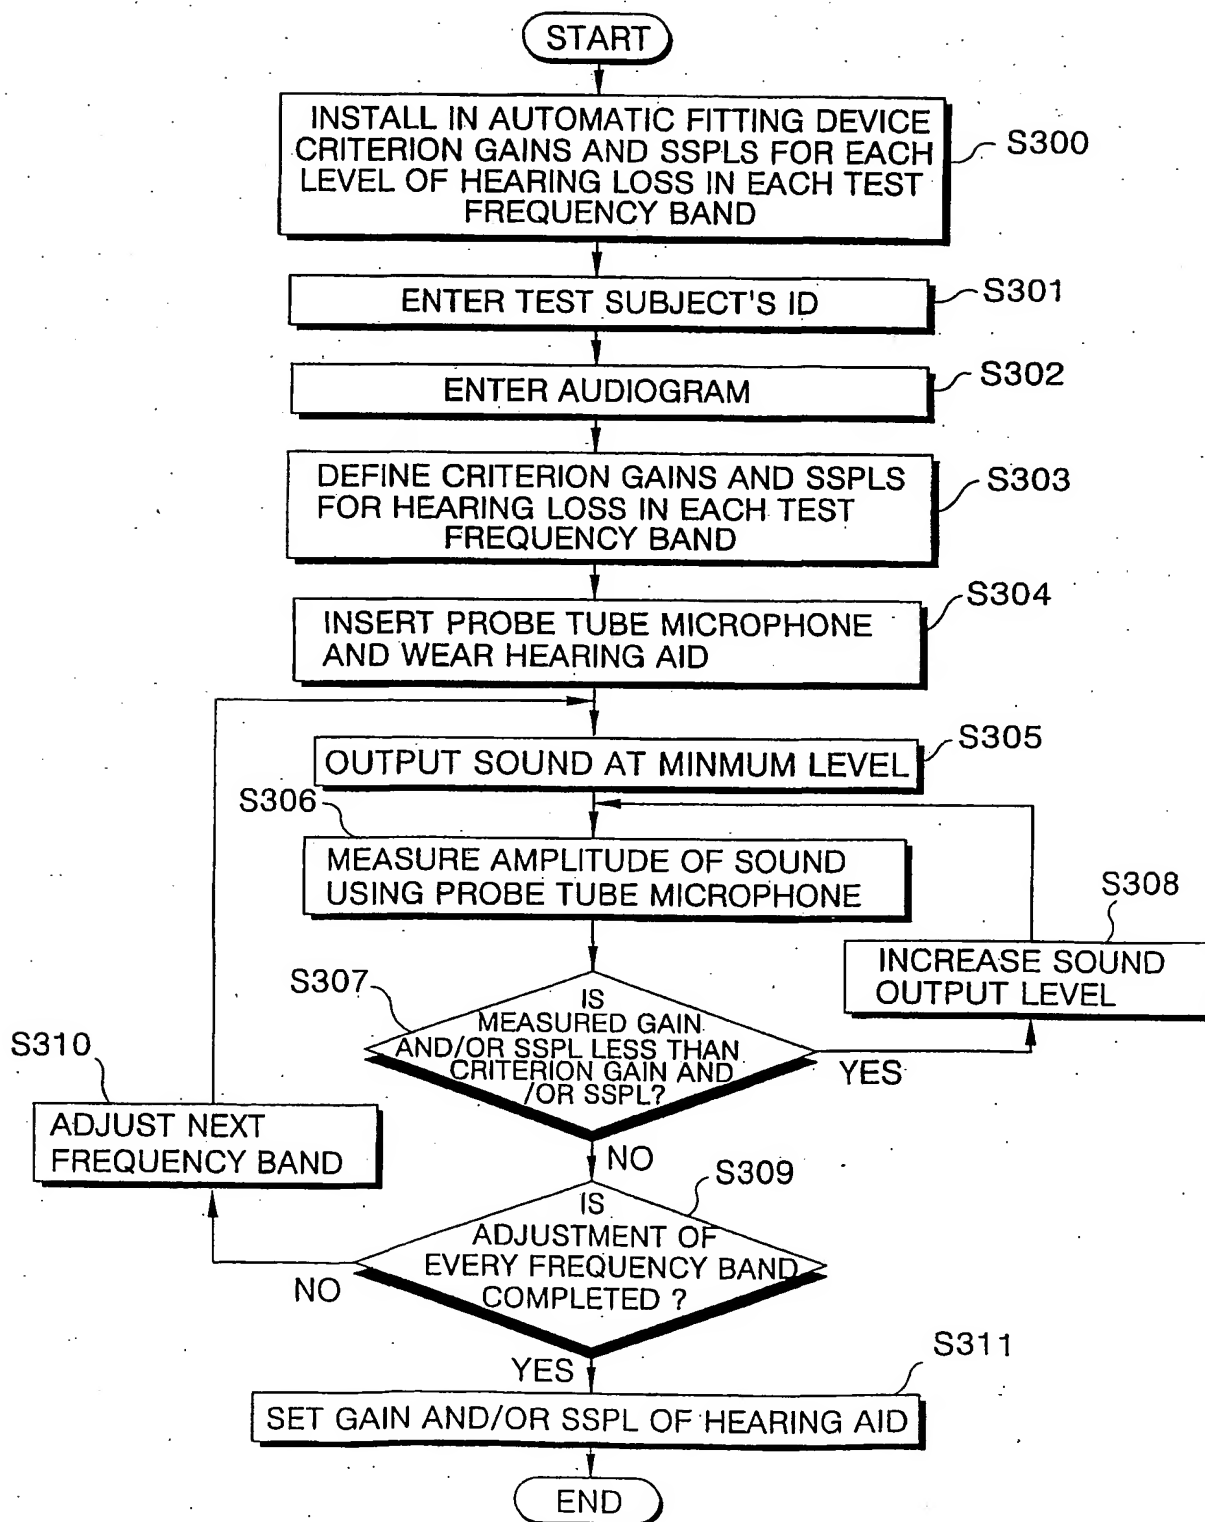 START
INSTALL IN AUTOMATIC FITTING DEVICE
CRITERION GAINS AND SSPLS FOR EACH
LEVEL OF HEARING LOSS IN EACH TEST
FREQUENCY BAND
S300
ENTER TEST SUBJECT'S ID
S301
ENTER AUDIOGRAM
S302
DEFINE CRITERION GAINS AND SSPLS
FOR HEARING LOSS IN EACH TEST
FREQUENCY BAND
S303
INSERT PROBE TUBE MICROPHONE
AND WEAR HEARING AID
S304
OUTPUT SOUND AT MINMUM LEVEL
S305
S306
MEASURE AMPLITUDE OF SOUND
USING PROBE TUBE MICROPHONE
S308
INCREASE SOUND
OUTPUT LEVEL
S307
IS
MEASURED GAIN
AND/OR SSPL LESS THAN
CRITERION GAIN AND
/OR SSPL?
YES
NO
S310
ADJUST NEXT
FREQUENCY BAND
S309
IS
ADJUSTMENT OF
EVERY FREQUENCY BAND
COMPLETED ?
NO
YES
S311
SET GAIN AND/OR SSPL OF HEARING AID
END